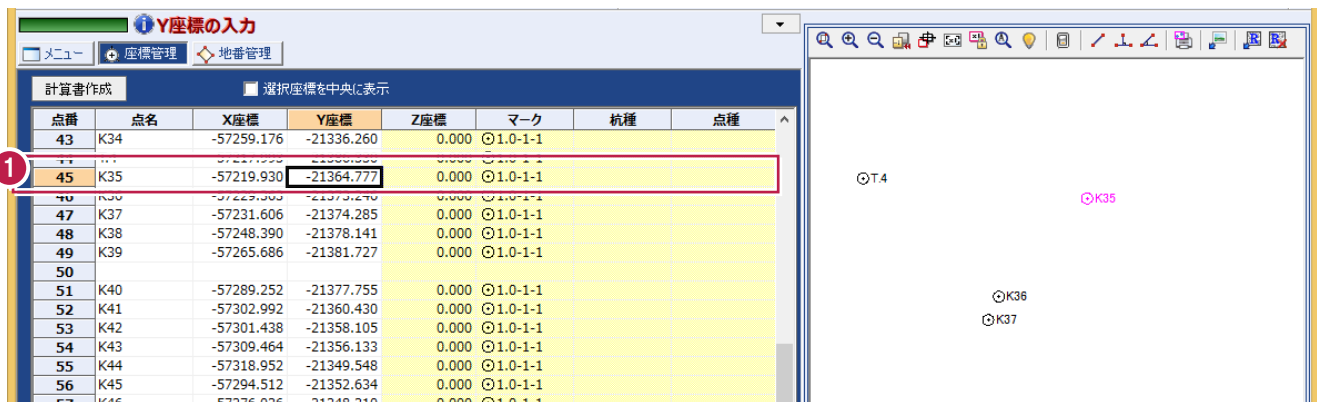 Y座標の入力
メニュー 座標管理 地番管理
計算書作成 選択座標を中央に表示
点番 点名 X座標 Y座標 Z座標 マーク 杭種 点種
43 K34 -57259.176 -21336.260 0.000 1.0-1-1
1
45 K35 -57219.930 -21364.777 0.000 1.0-1-1
47 K37 -57231.606 -21374.285 0.000 1.0-1-1
48 K38 -57248.390 -21378.141 0.000 1.0-1-1
49 K39 -57265.686 -21381.727 0.000 1.0-1-1
50
51 K40 -57289.252 -21377.755 0.000 1.0-1-1
52 K41 -57302.992 -21360.430 0.000 1.0-1-1
53 K42 -57301.438 -21358.105 0.000 1.0-1-1
54 K43 -57309.464 -21356.133 0.000 1.0-1-1
55 K44 -57318.952 -21349.548 0.000 1.0-1-1
56 K45 -57294.512 -21352.634 0.000 1.0-1-1
T.4
K35
K36
K37